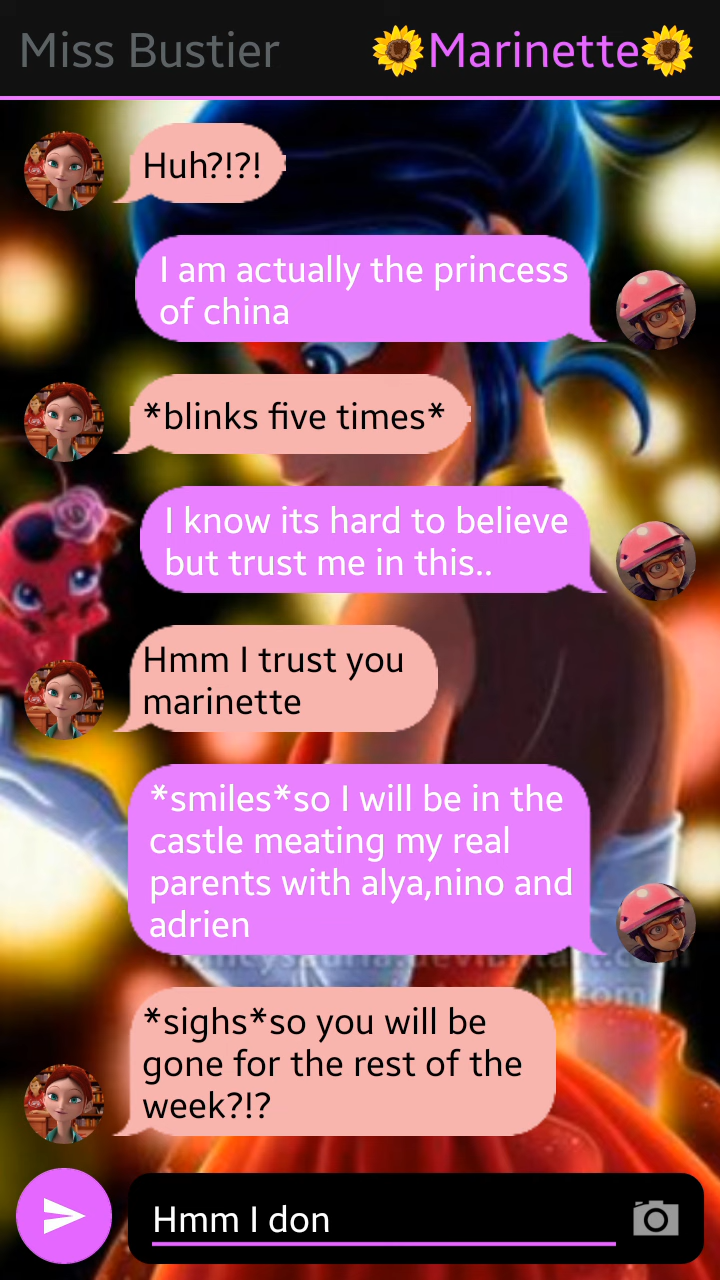 Miss Bustier
🌻Marinette🌻
Huh?!?!
I am actually the princess
of china
*blinks five times*
I know its hard to believe
but trust me in this..
Hmm I trust you
marinette
*smiles*so I will be in the
castle meating my real
parents with alya,nino and
adrien
*sighs*so you will be
gone for the rest of the
week?!?
Hmm I don